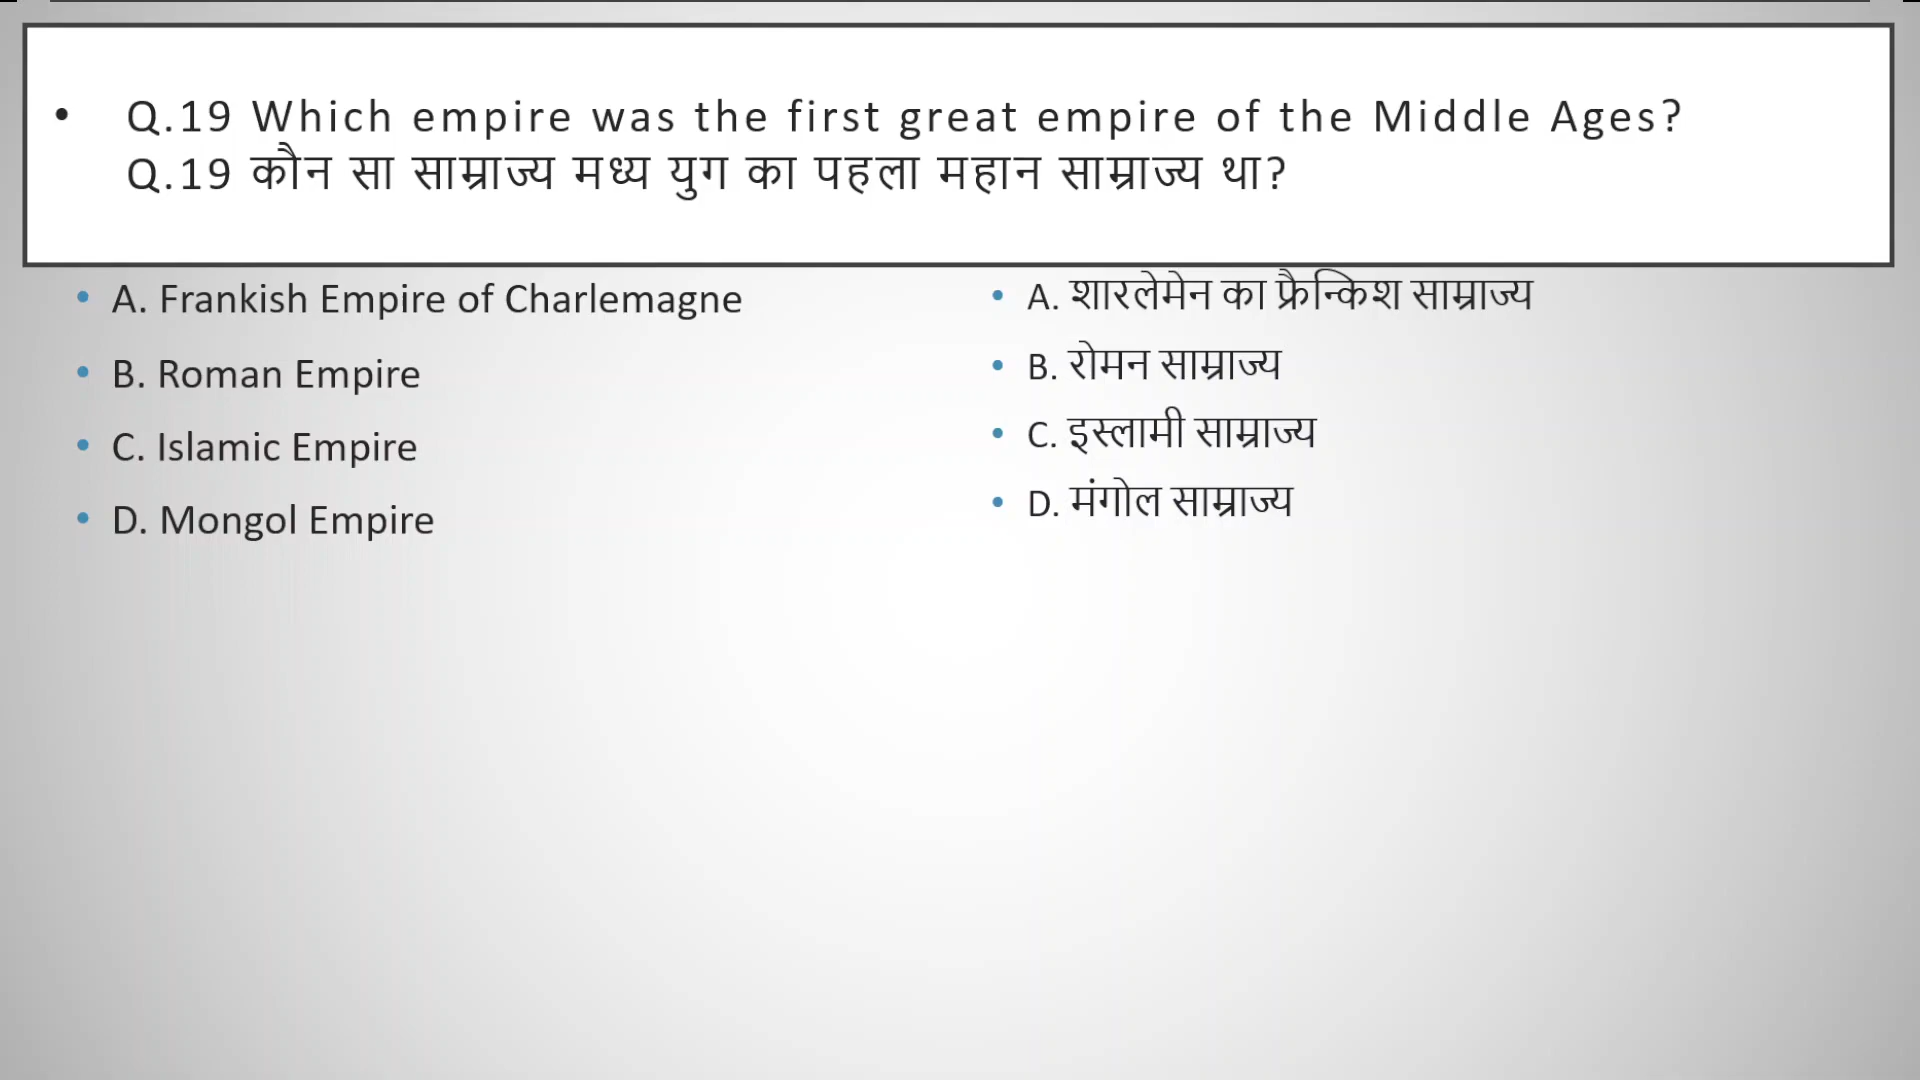 • Q.19 Which empire was the first great empire of the Middle Ages?
Q.19 कौन सा साम्राज्य मध्य युग का पहला महान साम्राज्य था?
• A. Frankish Empire of Charlemagne
• B. Roman Empire
• C. Islamic Empire
• D. Mongol Empire
• A. शारलेमेन का फ्रैन्किश साम्राज्य
• B. रोमन साम्राज्य
• C. इस्लामी साम्राज्य
• D. मंगोल साम्राज्य